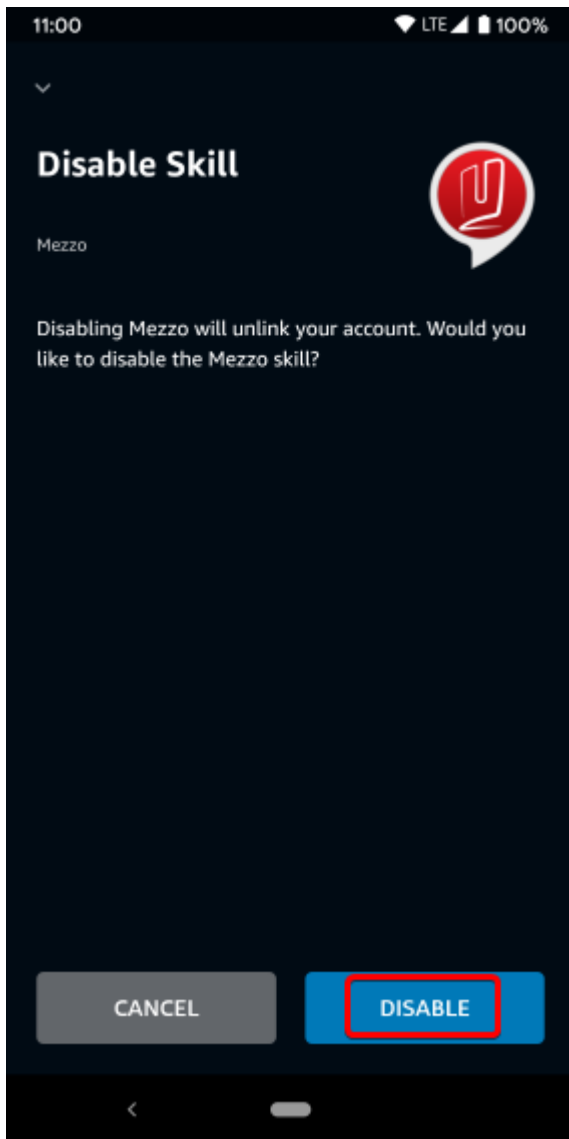 11:00 LTE 100%
Disable Skill
Mezzo
Disabling Mezzo will unlink your account. Would you
like to disable the Mezzo skill?
CANCEL DISABLE